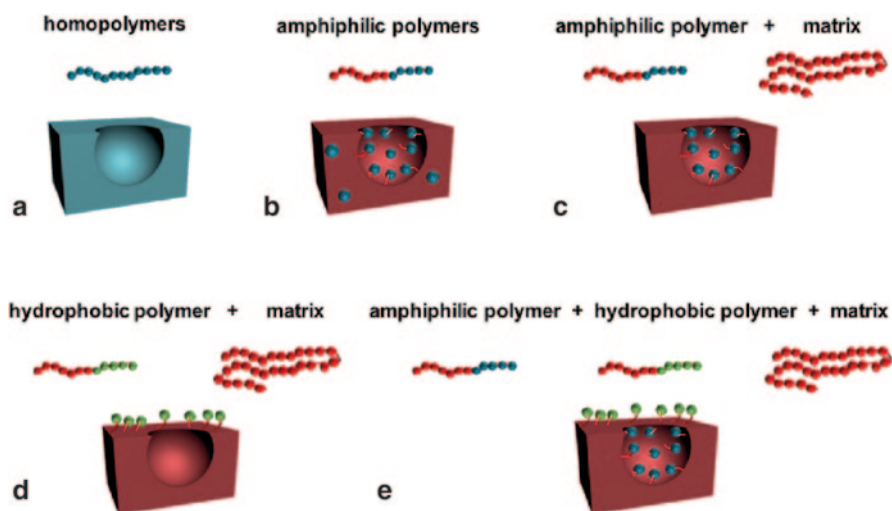 homopolymers
amphiphilic polymers
amphiphilic polymer + matrix
a
b
c
hydrophobic polymer + matrix
amphiphilic polymer + hydrophobic polymer + matrix
d
e